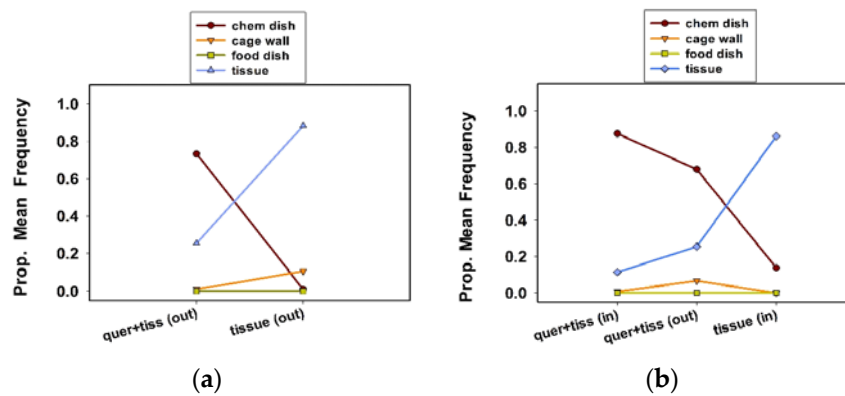 chem dish
cage wall
food dish
tissue
Prop. Mean Frequency
1.0
0.8
0.6
0.4
0.2
0.0
quer+tiss (out)
tissue (out)
(a)
chem dish
cage wall
food dish
tissue
Prop. Mean Frequency
1.0
0.8
0.6
0.4
0.2
0.0
quer+tiss (in)
quer+tiss (out)
tissue (in)
(b)